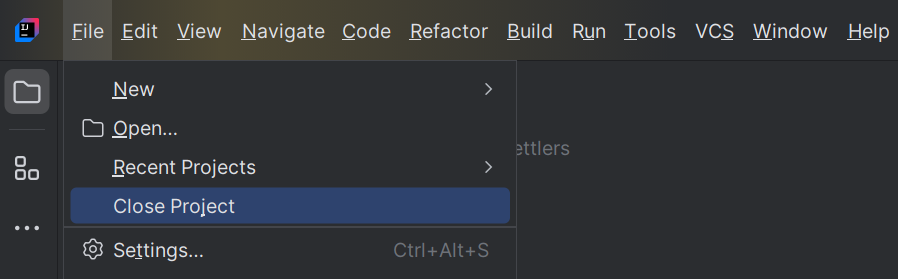 File Edit View Navigate Code Refactor Build Run Tools VCS Window Help
New
Open...
ettlers
Recent Projects
Close Project
Settings... Ctrl+Alt+S